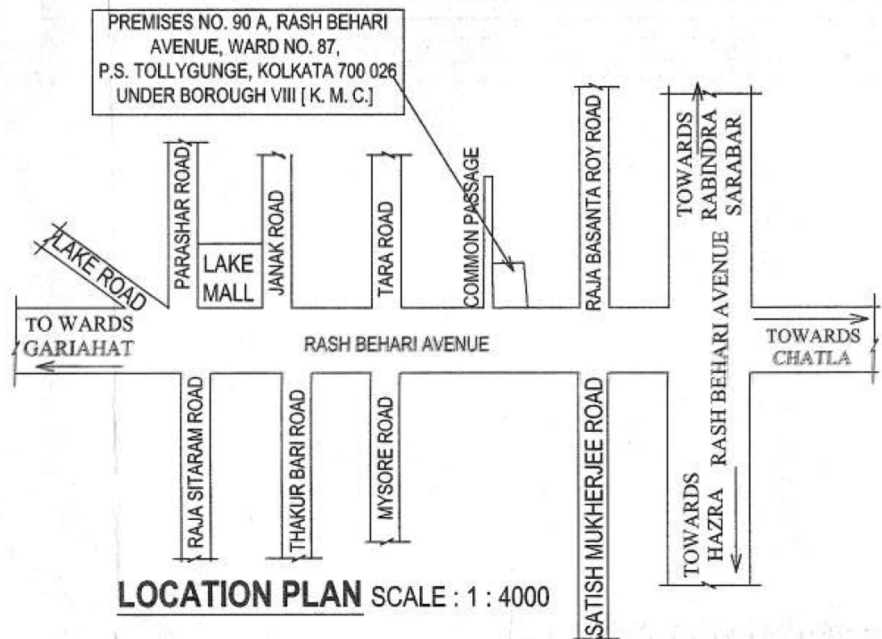 PREMISES NO. 90 A, RASH BEHARI
AVENUE, WARD NO. 87,
P.S. TOLLYGUNGE, KOLKATA 700 026
UNDER BOROUGH VIII [ K. M. C.]
LAKE ROAD
PARASHAR ROAD
LAKE
MALL
JANAK ROAD
TARA ROAD
COMMON PASSAGE
RAJA BASANTA ROY ROAD
TOWARDS
RABINDRA
SARABAR
TO WARDS
GARIAHAT
RASH BEHARI AVENUE
RASH BEHARI AVENUE
TOWARDS
CHATLA
RAJA SITARAM ROAD
THAKUR BARI ROAD
MYSORE ROAD
SATISH MUKHERJEE ROAD
TOWARDS
HAZRA
LOCATION PLAN SCALE : 1 : 4000